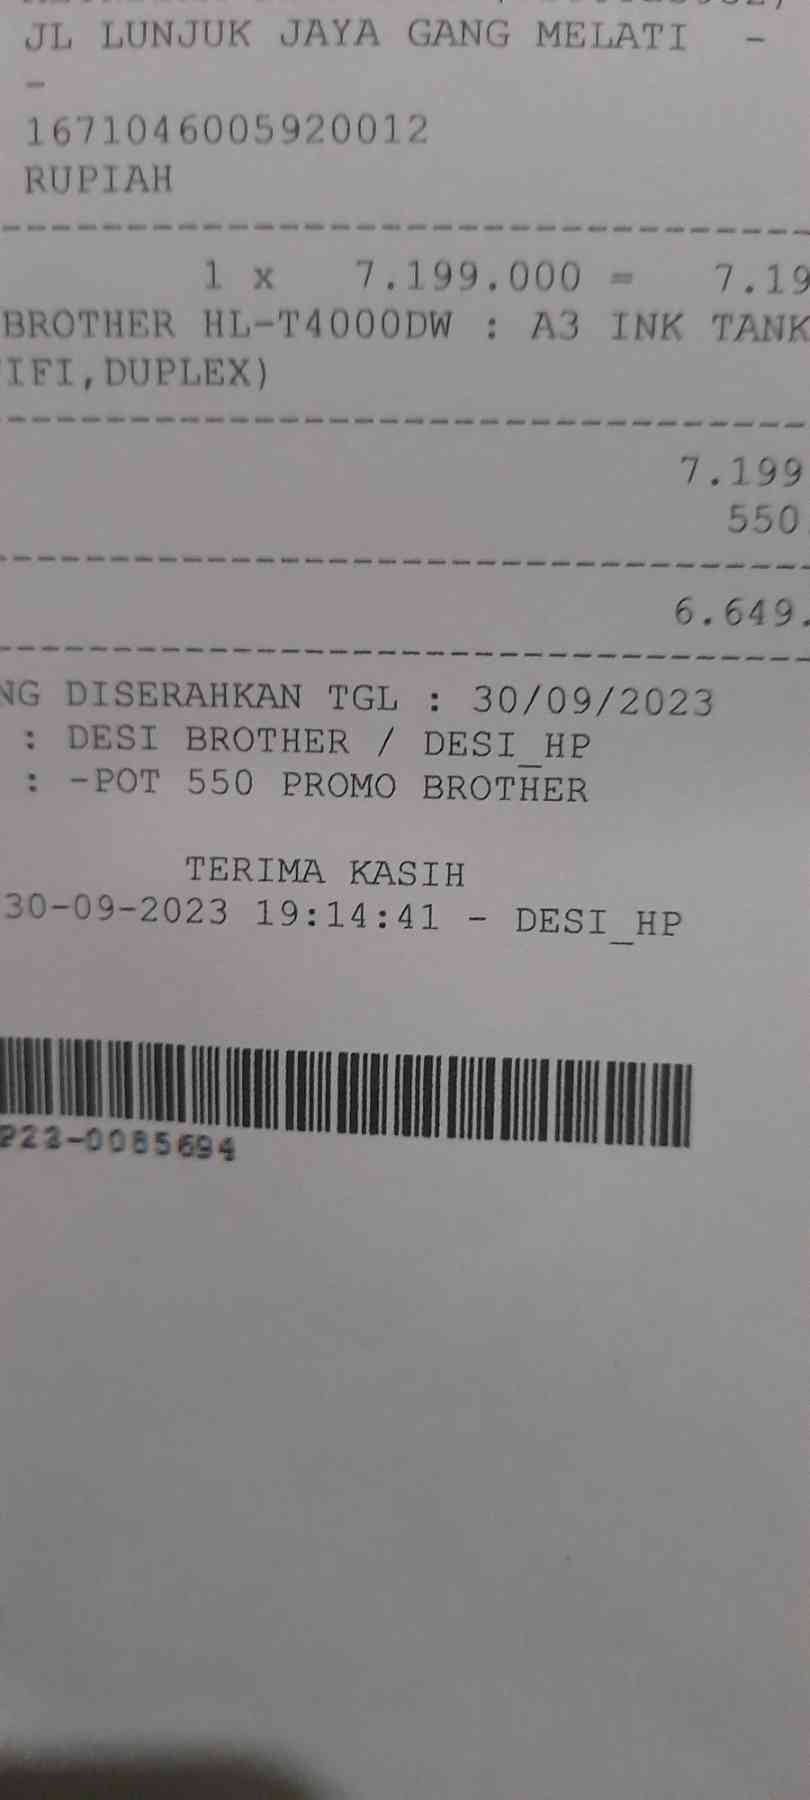 JL LUNJUK JAYA GANG MELATI -
-
1671046005920012
RUPIAH
1 x 7.199.000 = 7.19
BROTHER HL-T4000DW : A3 INK TANK
IFI,DUPLEX)
7.199
550
6.649.
NG DISERAHKAN TGL : 30/09/2023
: DESI BROTHER / DESI_HP
: -POT 550 PROMO BROTHER
TERIMA KASIH
30-09-2023 19:14:41 - DESI_HP
P23-0085694